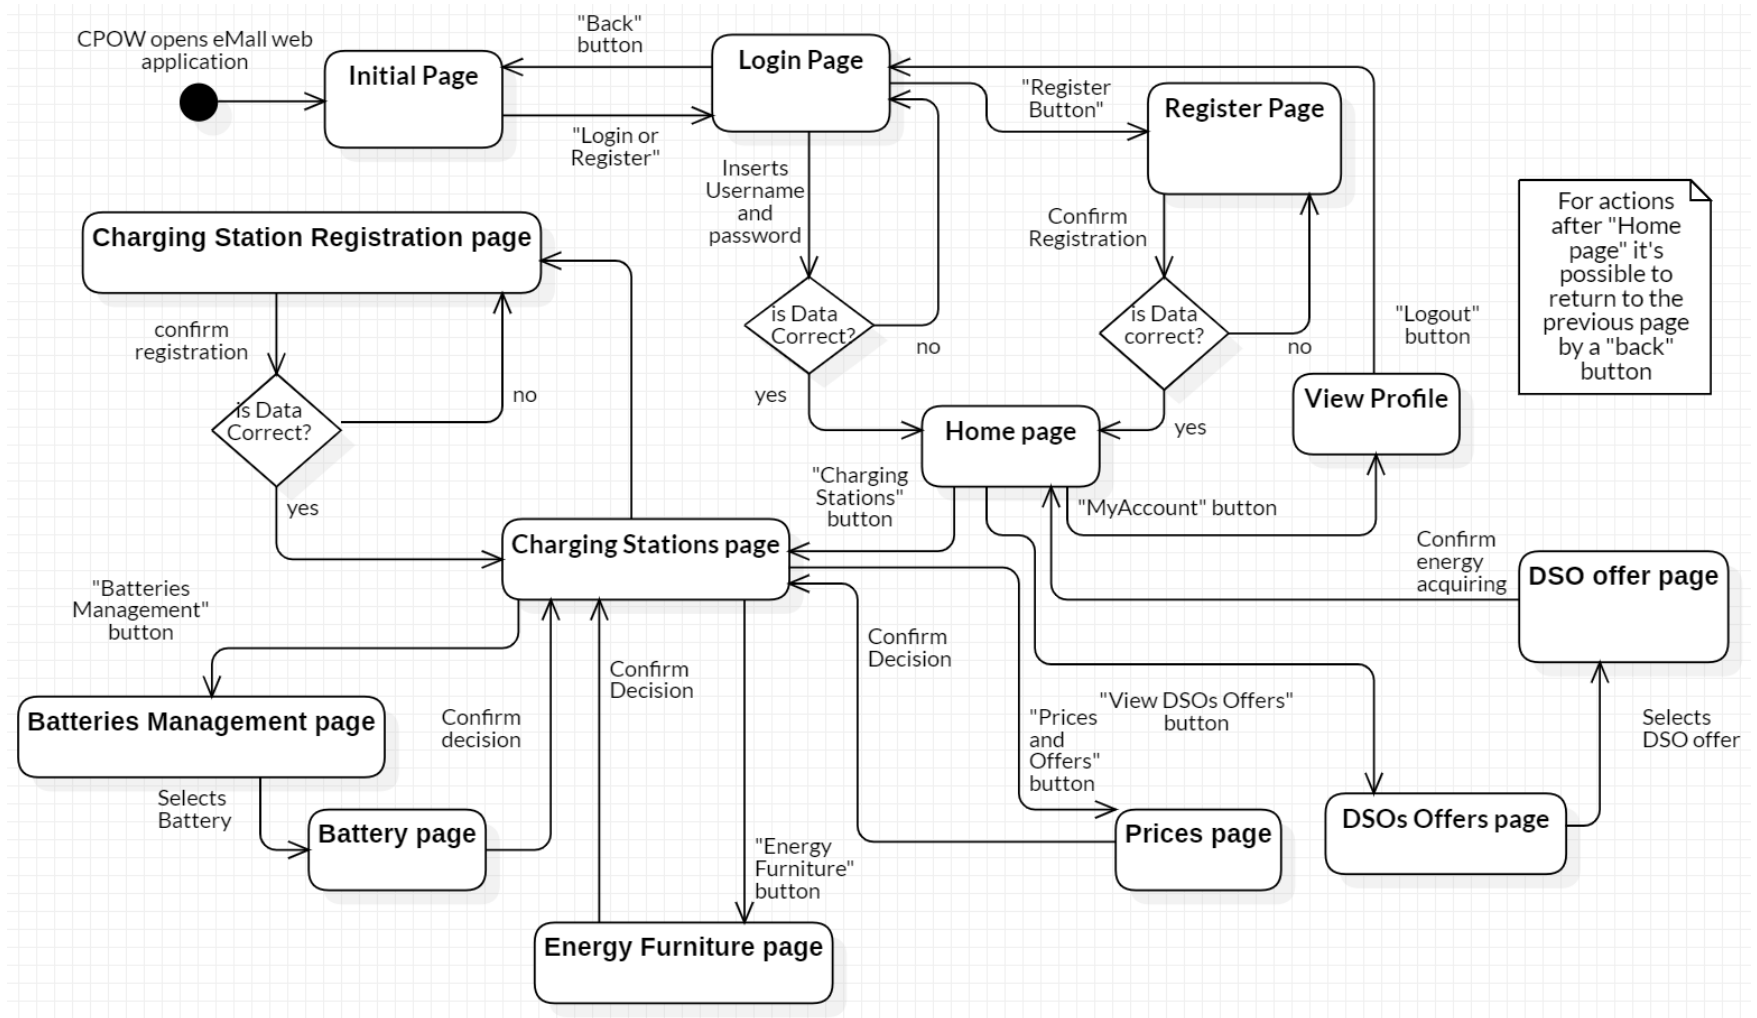 CPOW opens eMall web
application
Initial Page
"Back"
button
"Login or
Register"
Login Page
"Register
Button"
Register Page
Inserts
Username
and
password
Confirm
Registration
For actions
after "Home
page" it's
possible to
return to the
previous page
by a "back"
button
Charging Station Registration page
confirm
registration
is Data
Correct?
no
yes
is Data
Correct?
no
yes
is Data
correct?
no
yes
"Logout"
button
View Profile
Home page
"Charging
Stations"
button
"MyAccount" button
Charging Stations page
Confirm
energy
acquiring
DSO offer page
"Batteries
Management"
button
Confirm
Decision
Confirm
Decision
Batteries Management page
Confirm
decision
"Prices
and
Offers"
button
"View DSOs Offers"
button
Selects
DSO offer
Selects
Battery
Battery page
"Energy
Furniture"
button
Prices page
DSOs Offers page
Energy Furniture page